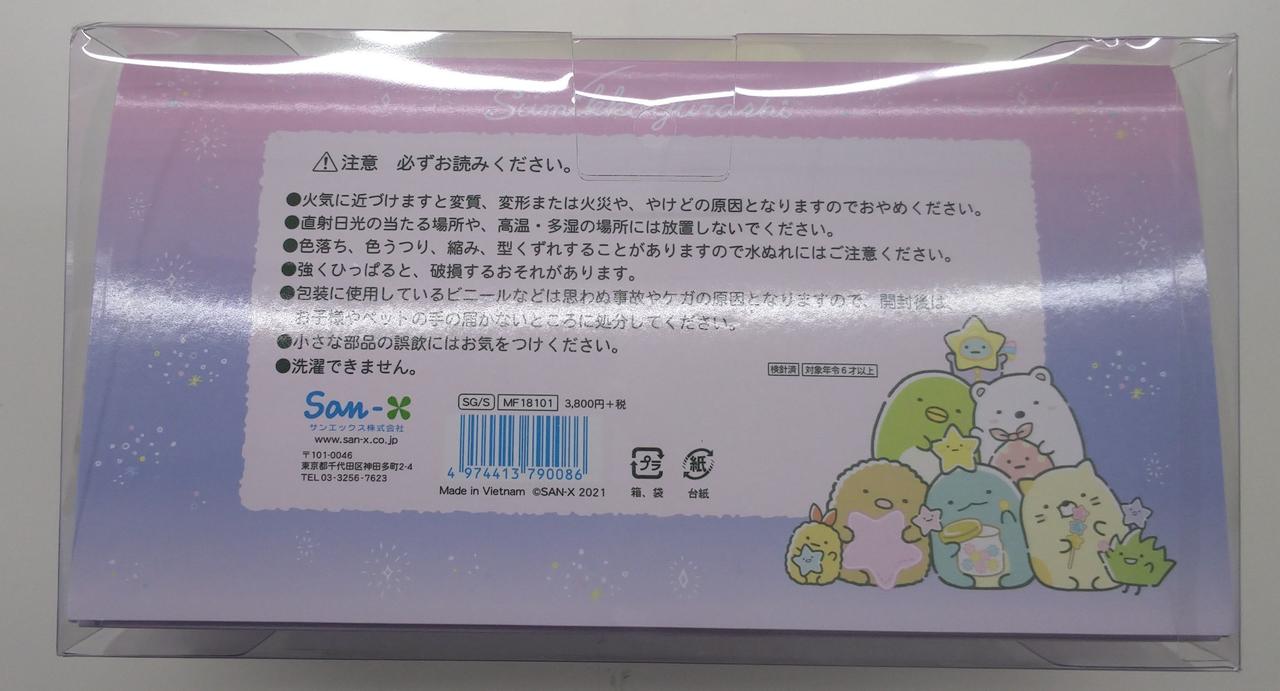 Sumikkogurashi
⚠注意 必ずお読みください。
●火気に近づけますと変質、変形または火災や、やけどの原因となりますのでおやめください。
●直射日光の当たる場所や、高温・多湿の場所には放置しないでください。
●色落ち、色うつり、縮み、型くずれすることがありますので水ぬれにはご注意ください。
●強くひっぱると、破損するおそれがあります。
●包装に使用しているビニールなどは思わぬ事故やケガの原因となりますので、開封後は
お子様やペットの手の届かないところに処分してください。
●小さな部品の誤飲にはお気をつけください。
●洗濯できません。
検針済 対象年令6才以上
San-X
サンエックス株式会社
www.san-x.co.jp
〒101-0046
東京都千代田区神田多町2-4
TEL 03-3256-7623
SG/S MF18101 3,800円+税
4 974413 790086
Made in Vietnam ©SAN-X 2021
プラ
箱、袋
紙
台紙